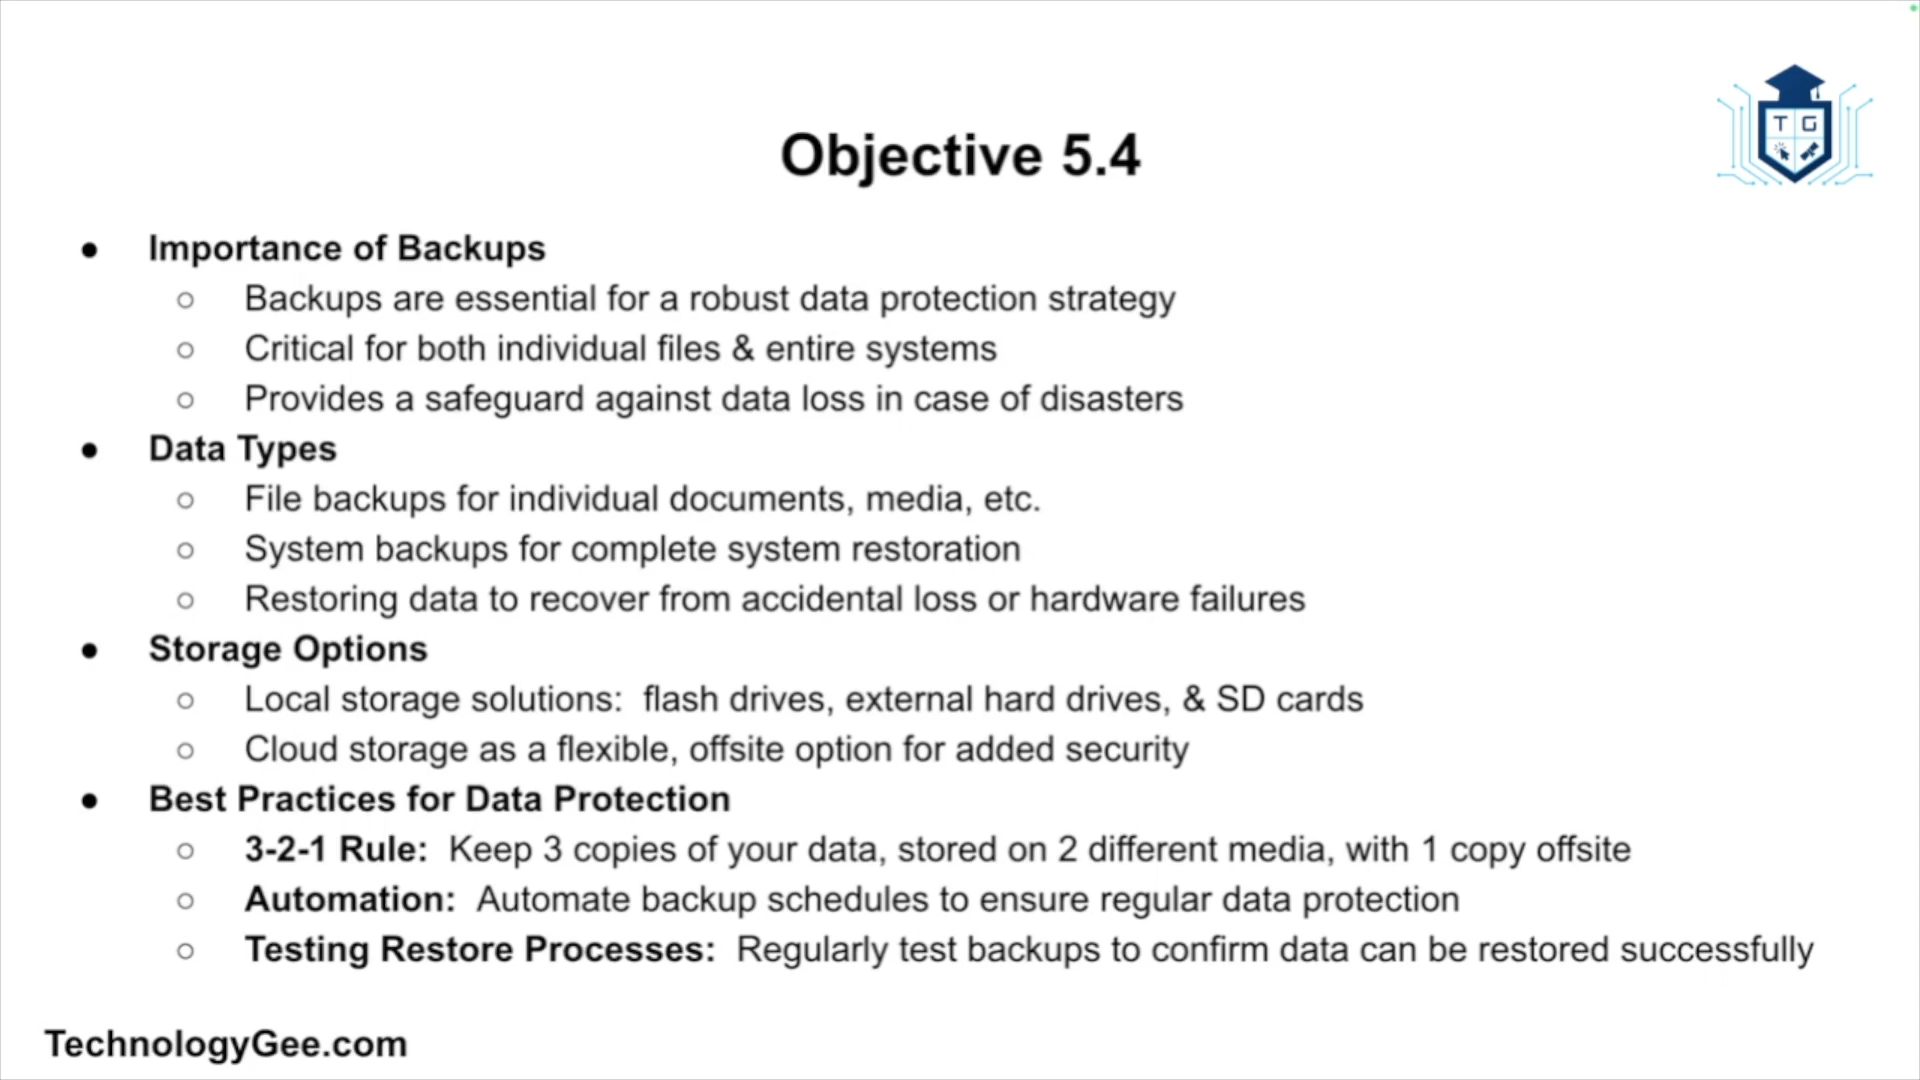 T G
Objective 5.4
● Importance of Backups
○ Backups are essential for a robust data protection strategy
○ Critical for both individual files & entire systems
○ Provides a safeguard against data loss in case of disasters
● Data Types
○ File backups for individual documents, media, etc.
○ System backups for complete system restoration
○ Restoring data to recover from accidental loss or hardware failures
● Storage Options
○ Local storage solutions: flash drives, external hard drives, & SD cards
○ Cloud storage as a flexible, offsite option for added security
● Best Practices for Data Protection
○ 3-2-1 Rule: Keep 3 copies of your data, stored on 2 different media, with 1 copy offsite
○ Automation: Automate backup schedules to ensure regular data protection
○ Testing Restore Processes: Regularly test backups to confirm data can be restored successfully
TechnologyGee.com